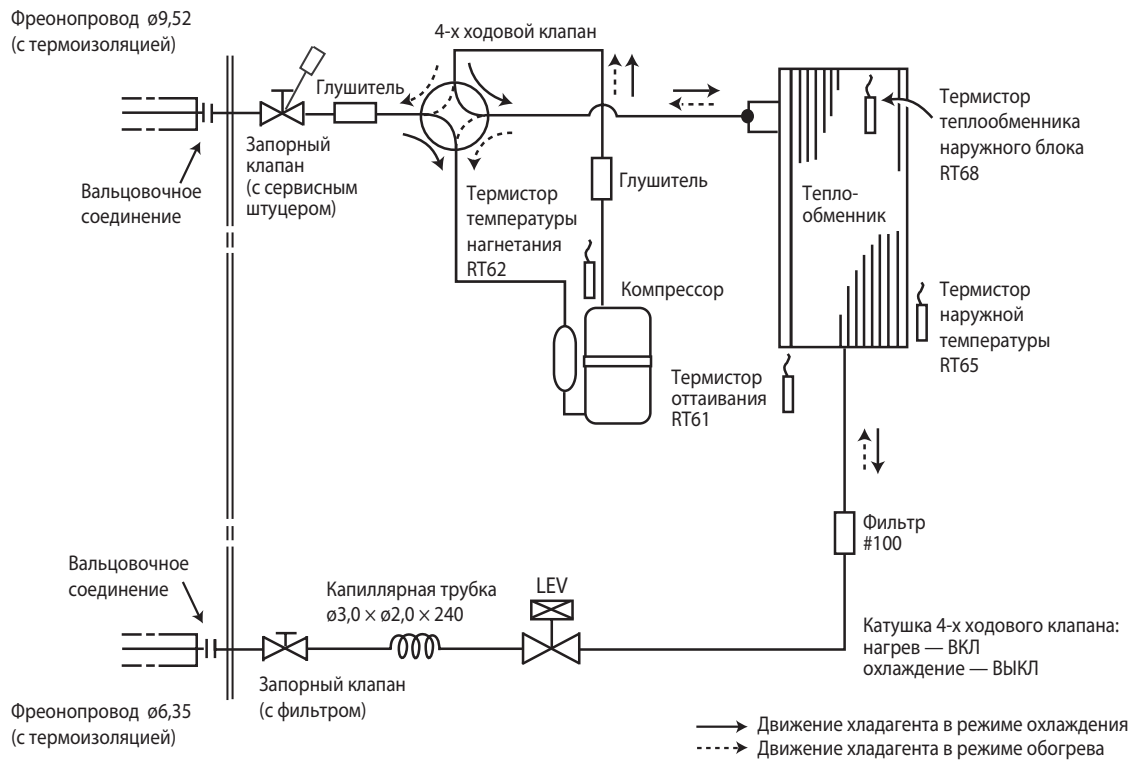 Фреонопровод ø9,52
(с термоизоляцией)
4-х ходовой клапан
Глушитель
Термистор
теплообменника
наружного блока
RT68
Запорный
клапан
(с сервисным
штуцером)
Вальцовочное
соединение
Термистор
температуры
нагнетания
RT62
Глушитель
Тепло-
обменник
Компрессор
Термистор
наружной
температуры
RT65
Термистор
оттаивания
RT61
Фильтр
#100
Вальцовочное
соединение
Капиллярная трубка
ø3,0 × ø2,0 × 240
LEV
Катушка 4-х ходового клапана:
нагрев — ВКЛ
охлаждение — ВЫКЛ
Запорный клапан
(с фильтром)
Фреонопровод ø6,35
(с термоизоляцией)
Движение хладагента в режиме охлаждения
Движение хладагента в режиме обогрева